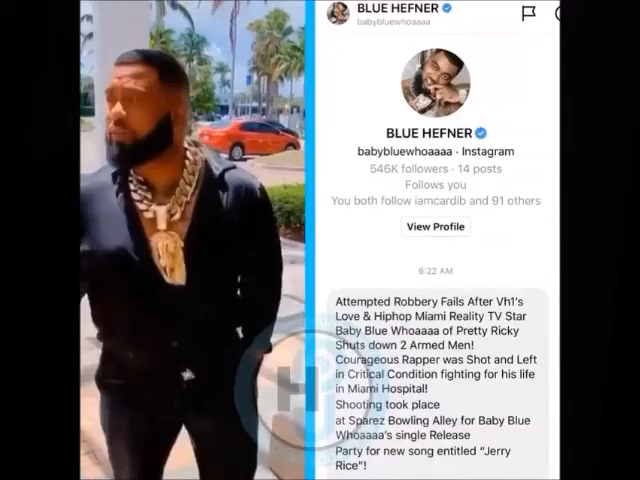 BLUE HEFNER
babybluewhoaaaa
BLUE HEFNER
babybluewhoaaaa · Instagram
546K followers · 14 posts
Follows you
You both follow iamcardib and 91 others
View Profile
6:22 AM
Attempted Robbery Fails After Vh1's
Love & Hiphop Miami Reality TV Star
Baby Blue Whoaaaa of Pretty Ricky
Shuts down 2 Armed Men!
Courageous Rapper was Shot and Left
in Critical Condition fighting for his life
in Miami Hospital!
Shooting took place
at Sparez Bowling Alley for Baby Blue
Whoaaaa's single Release
Party for new song entitled "Jerry
Rice"!